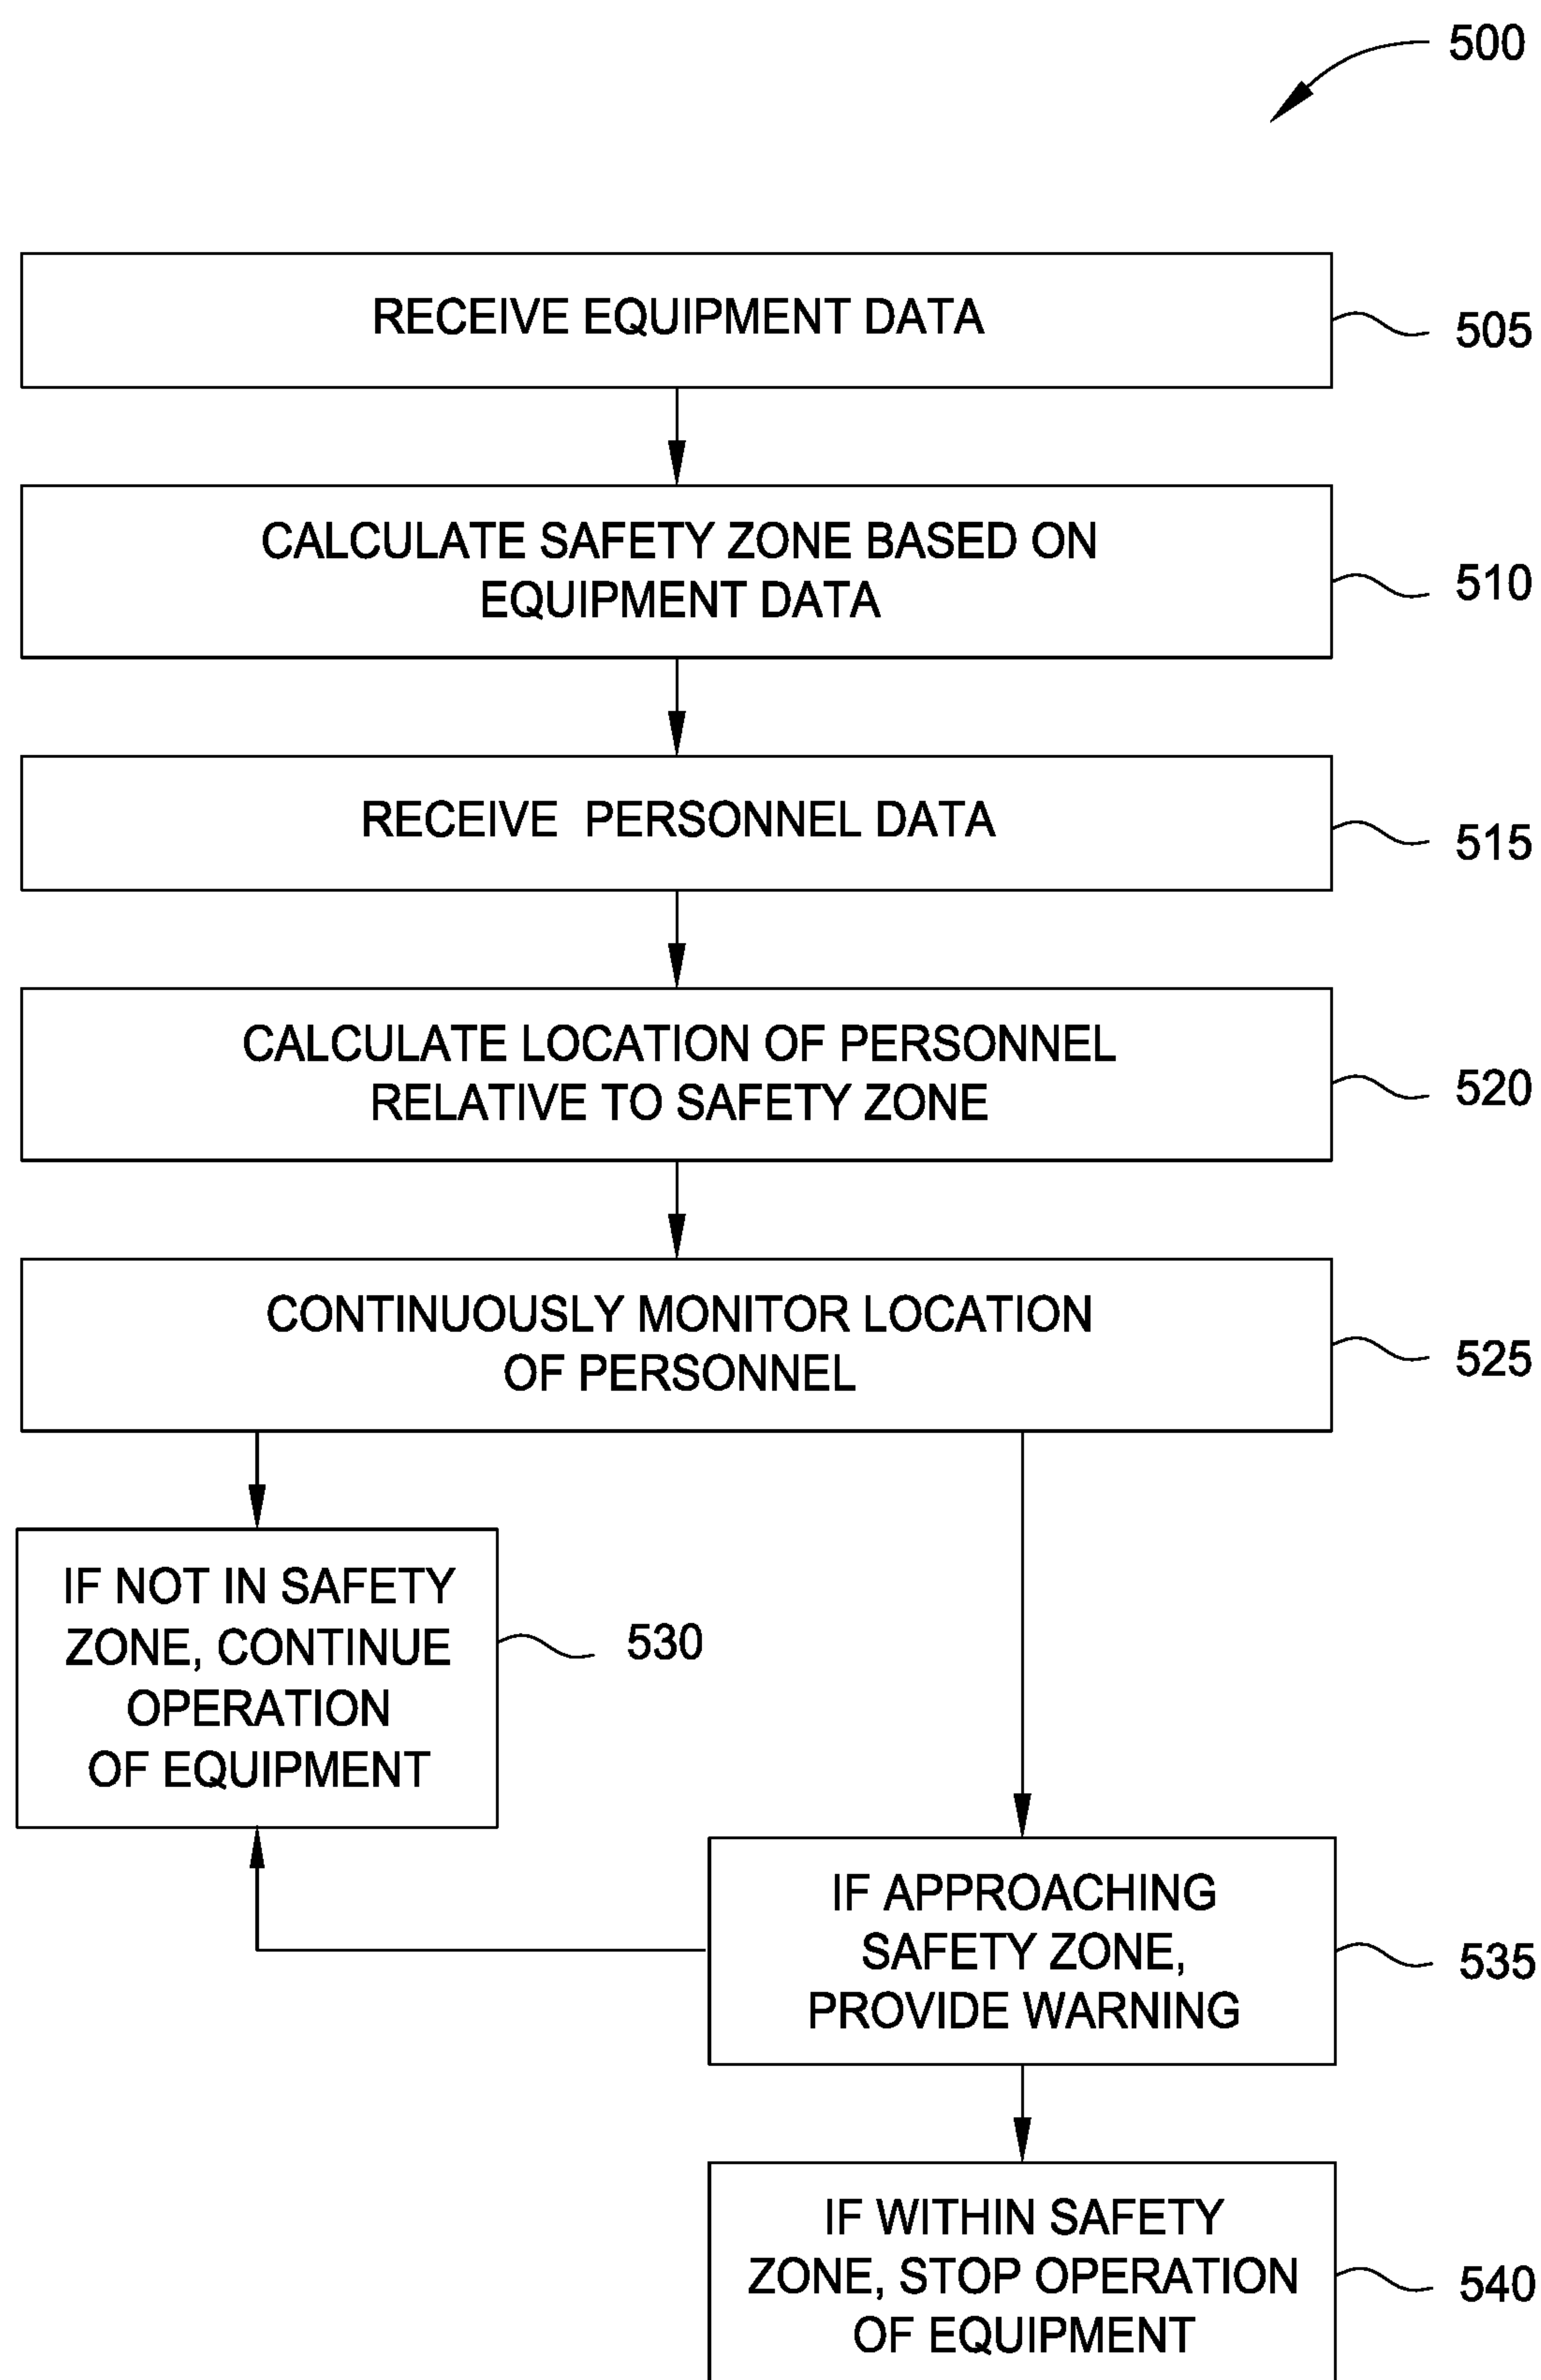 500
RECEIVE EQUIPMENT DATA
505
CALCULATE SAFETY ZONE BASED ON
EQUIPMENT DATA
510
RECEIVE PERSONNEL DATA
515
CALCULATE LOCATION OF PERSONNEL
RELATIVE TO SAFETY ZONE
520
CONTINUOUSLY MONITOR LOCATION
OF PERSONNEL
525
IF NOT IN SAFETY
ZONE, CONTINUE
OPERATION
OF EQUIPMENT
530
IF APPROACHING
SAFETY ZONE,
PROVIDE WARNING
535
IF WITHIN SAFETY
ZONE, STOP OPERATION
OF EQUIPMENT
540